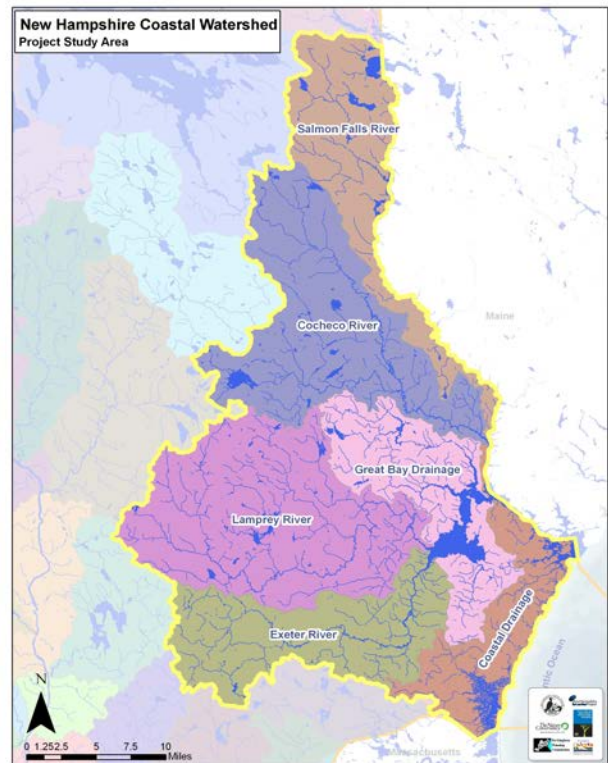 New Hampshire Coastal Watershed
Project Study Area
Salmon Falls River
Maine
Cocheco River
Great Bay Drainage
Lamprey River
Exeter River
Coastal Drainage
Ocean
N
0 1.252.5 5 7.5 10
Miles
Massachusetts